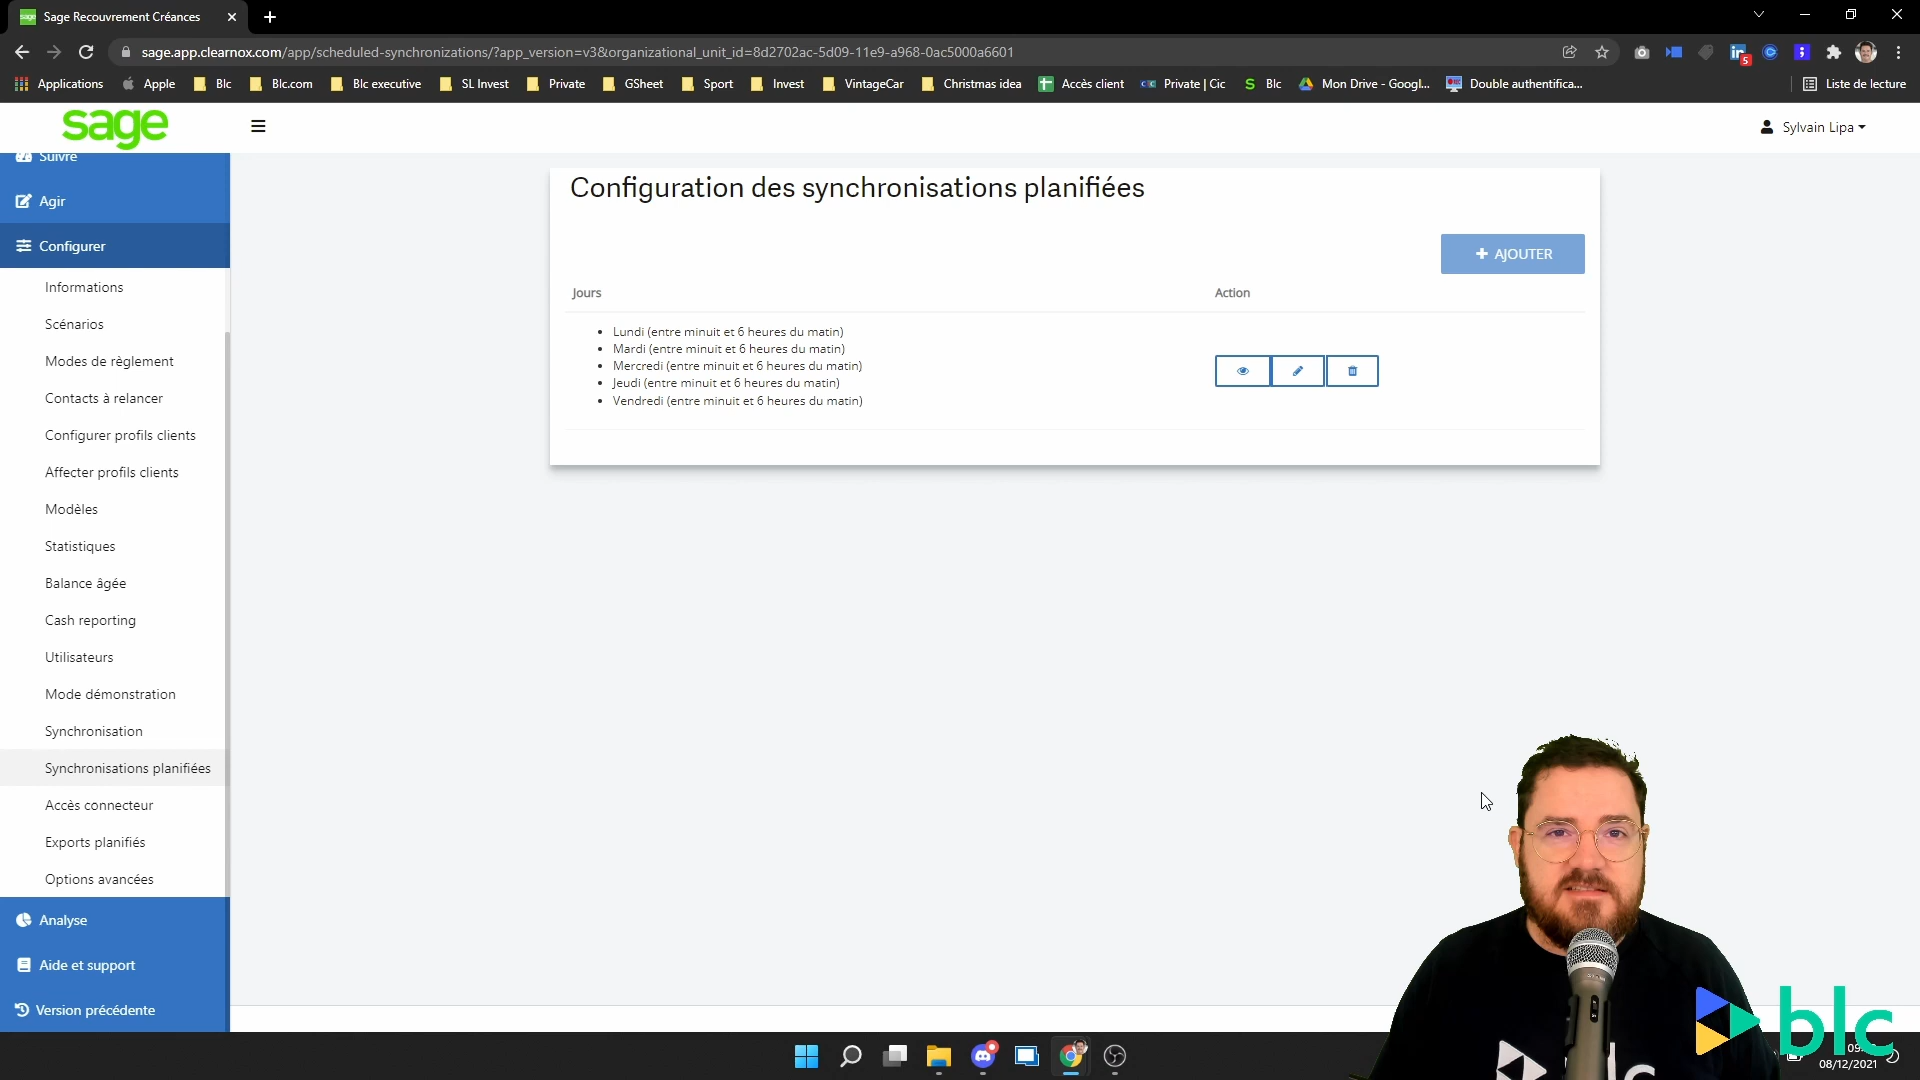 Sage Recouvrement Créances
sage.app.clearnox.com/app/scheduled-synchronizations/?app_version=v3&organizational_unit_id=8d2702ac-5d09-11e9-a968-0ac5000a6601
Applications Apple Blc Blc.com Blc executive SL Invest Private GSheet Sport Invest VintageCar Christmas idea Accès client Private | Cic Blc Mon Drive - Googl... Double authentifica... Liste de lecture
5
sage
Sylvain Lipa
Suivre
Agir
Configurer
Informations
Scénarios
Modes de règlement
Contacts à relancer
Configurer profils clients
Affecter profils clients
Modèles
Statistiques
Balance âgée
Cash reporting
Utilisateurs
Mode démonstration
Synchronisation
Synchronisations planifiées
Accès connecteur
Exports planifiés
Options avancées
Analyse
Aide et support
Version précédente
Configuration des synchronisations planifiées
AJOUTER
Jours Action
Lundi (entre minuit et 6 heures du matin)
Mardi (entre minuit et 6 heures du matin)
Mercredi (entre minuit et 6 heures du matin)
Jeudi (entre minuit et 6 heures du matin)
Vendredi (entre minuit et 6 heures du matin)
blc
08/12/2021